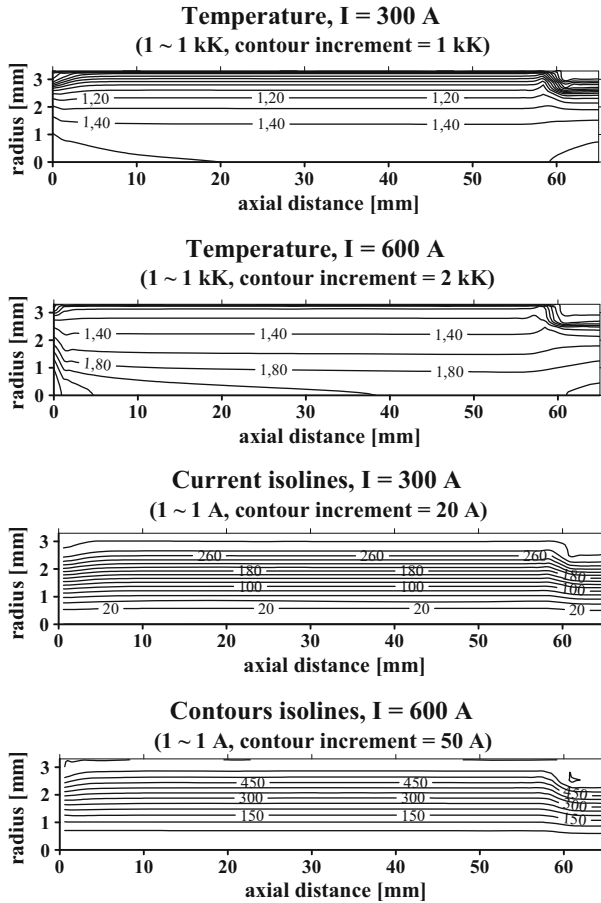 Temperature, I = 300 A
(1 ~ 1 kK, contour increment = 1 kK)
radius [mm]
3
2
1
0
1,20 1,20 1,20
1,40 1,40 1,40
0 10 20 30 40 50 60
axial distance [mm]
Temperature, I = 600 A
(1 ~ 1 kK, contour increment = 2 kK)
radius [mm]
3
2
1
0
1,40 1,40 1,40
1,80 1,80 1,80
0 10 20 30 40 50 60
axial distance [mm]
Current isolines, I = 300 A
(1 ~ 1 A, contour increment = 20 A)
radius [mm]
3
2
1
0
260 260 260
180 180 180
100 100 100
20 20 20 20
0 10 20 30 40 50 60
axial distance [mm]
Contours isolines, I = 600 A
(1 ~ 1 A, contour increment = 50 A)
radius [mm]
3
2
1
0
450 450 450
300 300 300
150 150 150
0 10 20 30 40 50 60
axial distance [mm]